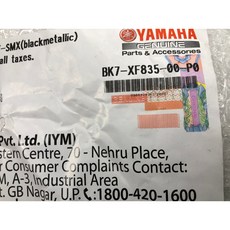 -SMX(blackmetallic)
all taxes.
YAMAHA
GENUINE
Parts & Accessories
BK7-XF835-00 P0
Pvt. Ltd. (IYM)
stern Centre, 70 - Nehru Place,
r Consumer Complaints Contact:
M, A-3, Industrial Area
t. GB Nagar, U.P. :1800-420-1600